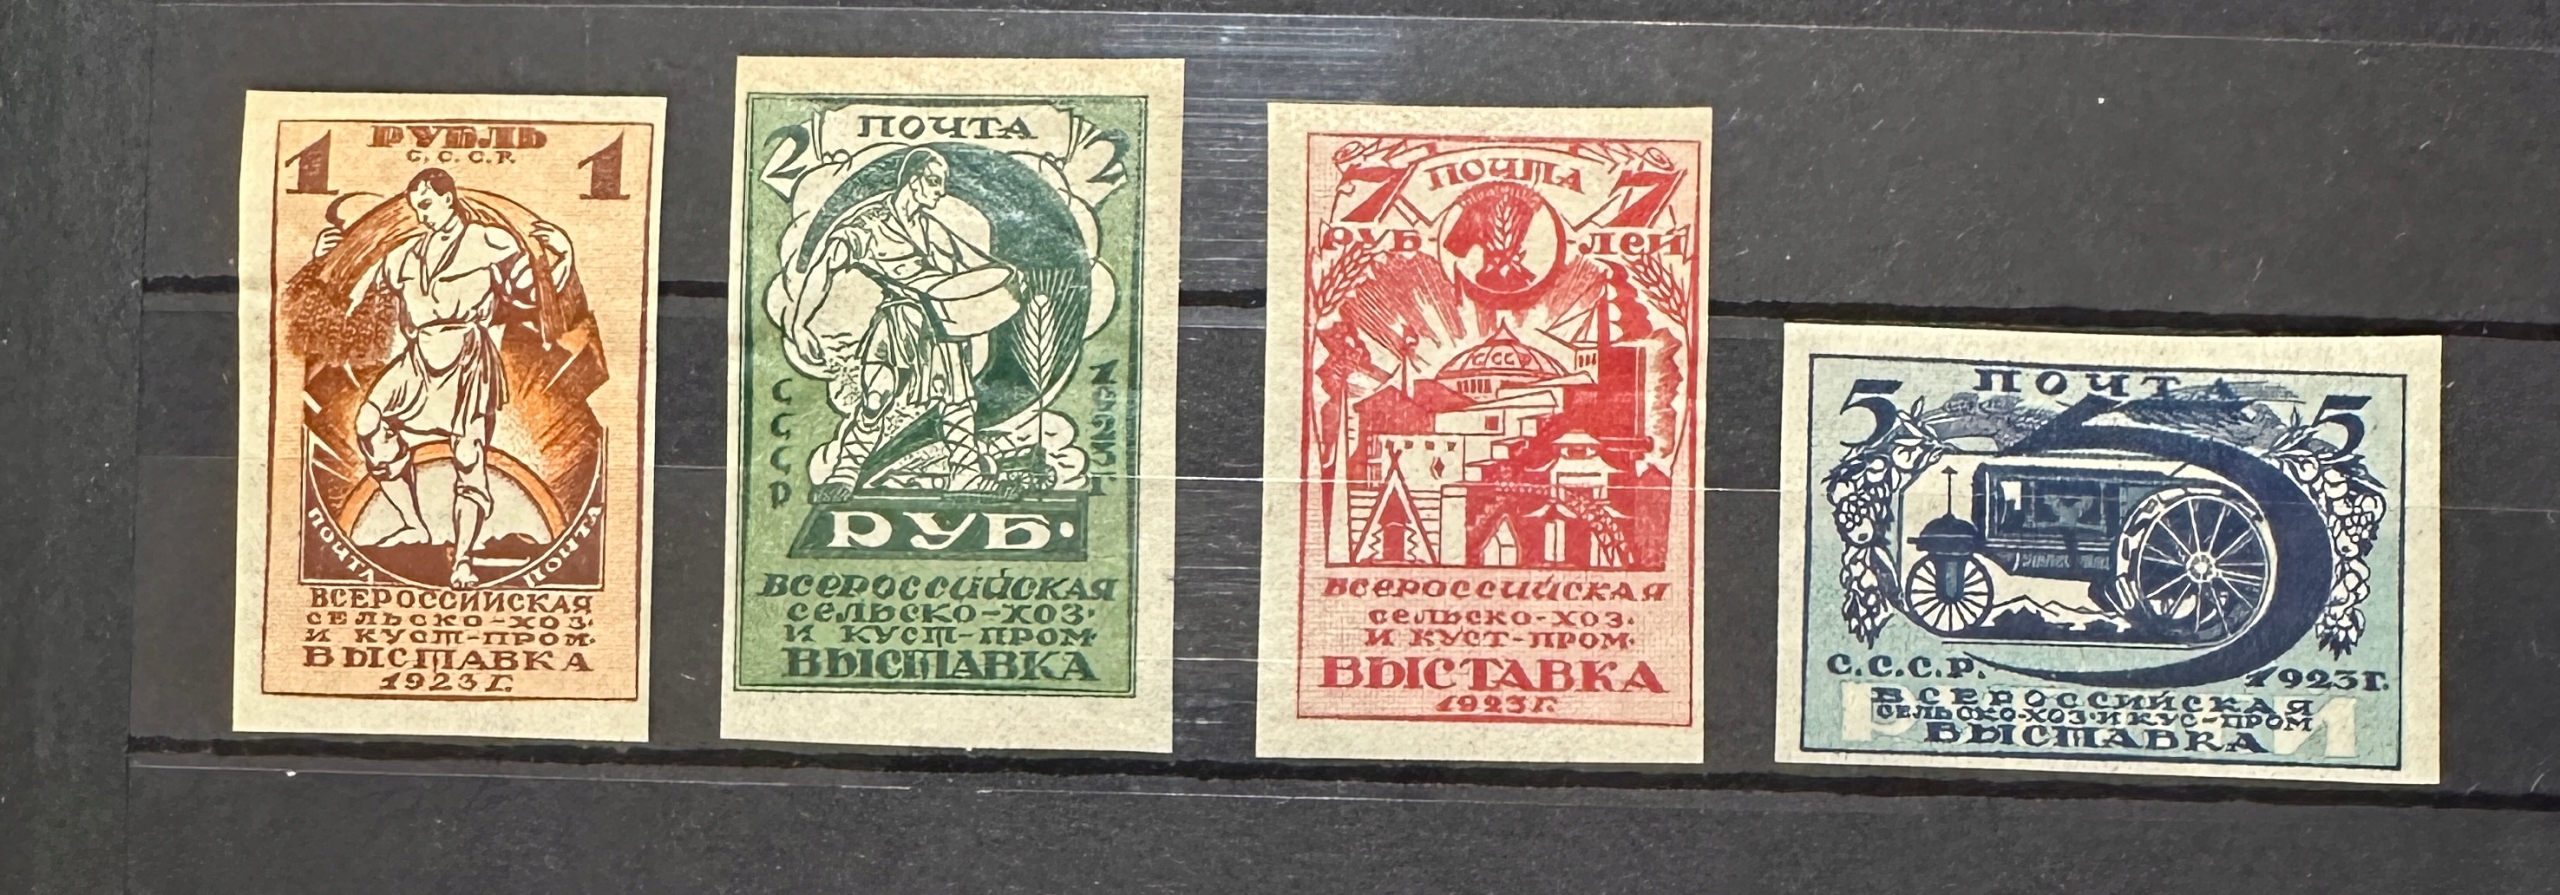 1 РУБЛЬ 1
С.С.С.Р.
ПОЧТА ПОЧТА
ВСЕРОССИЙСКАЯ
СЕЛЬСКО-ХОЗ.
И КУСТ-ПРОМ.
ВЫСТАВКА
1923 Г.
2 ПОЧТА 2
СССР
1923 г.
РУБ.
ВСЕРОССИЙСКАЯ
СЕЛЬСКО-ХОЗ.
И КУСТ-ПРОМ.
ВЫСТАВКА
7 ПОЧТА 7
РУБ-ЛЕЙ
СССР
ВСЕРОССИЙСКАЯ
СЕЛЬСКО-ХОЗ.
И КУСТ-ПРОМ.
ВЫСТАВКА
1923 Г.
5 ПОЧТА 5
С.С.С.Р. 1923 г.
ВСЕРОССИЙСКАЯ
СЕЛЬСКО-ХОЗ. И КУС-ПРОМ
ВЫСТАВКА